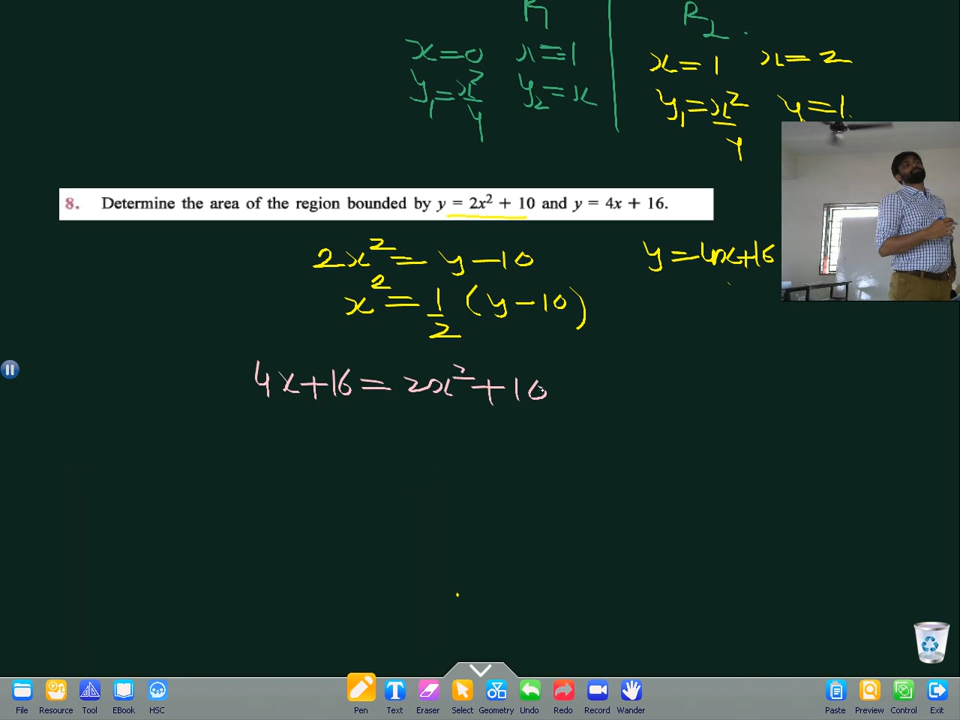 R1 R2
x=0 x=1 x=1 x=2
y1=x²/4 y2=x y1=x²/4 y=1
8. Determine the area of the region bounded by y = 2x² + 10 and y = 4x + 16.
2x² = y-10 y=4x+16
x² = 1/2 (y-10)
4x+16 = 2x²+10
File Resource Tool EBook HSC Pen Text Eraser Select Geometry Undo Redo Record Wander Paste Preview Control Exit